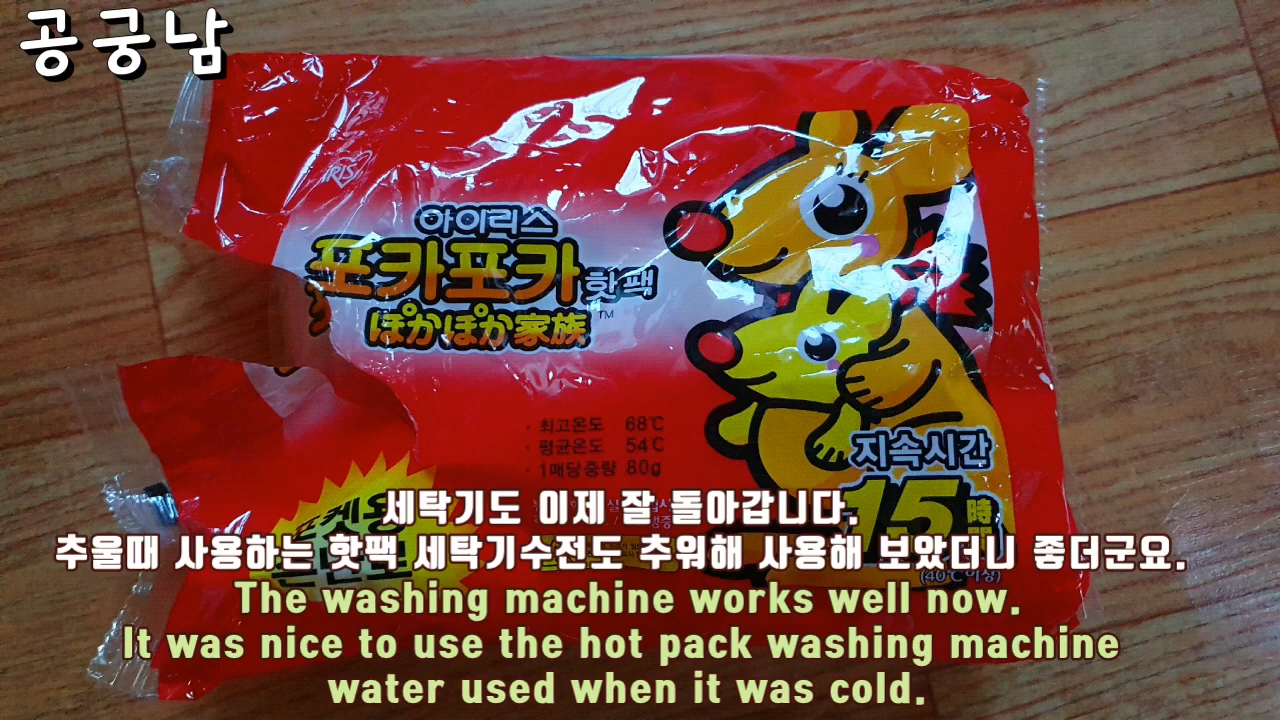 공궁남
IRIS
아이리스
포카포카 핫팩
ぽかぽか家族 TM
· 최고온도 68℃
· 평균온도 54℃
· 1매당중량 80g
지속시간
15時間
(40℃이상)
세탁기도 이제 잘 돌아갑니다.
추울때 사용하는 핫팩 세탁기수전도 추워해 사용해 보았더니 좋더군요.
The washing machine works well now.
It was nice to use the hot pack washing machine
water used when it was cold.